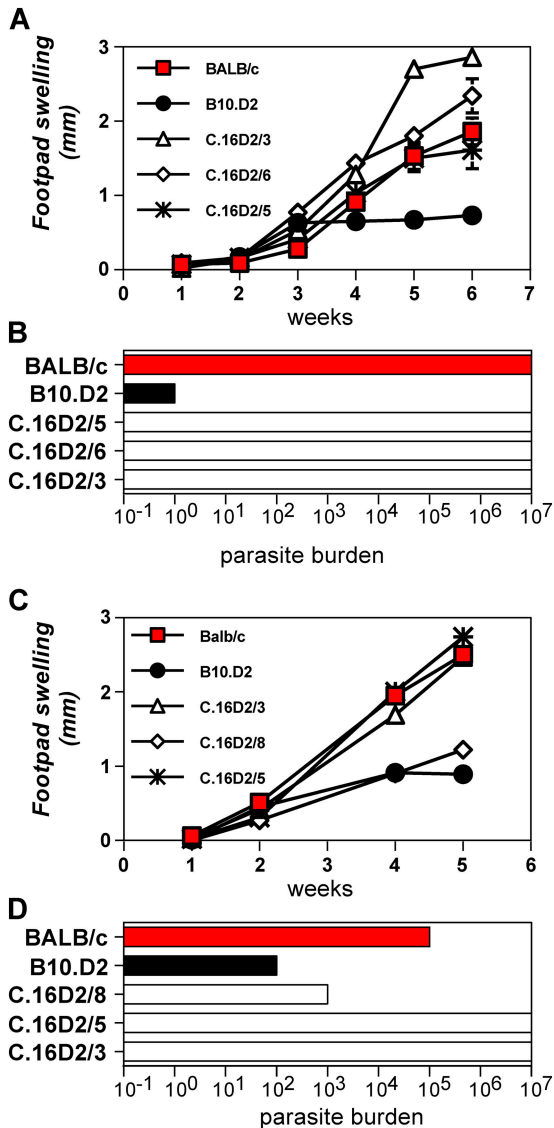 A
Footpad swelling
(mm)
3
2
1
0
BALB/c
B10.D2
C.16D2/3
C.16D2/6
C.16D2/5
0 1 2 3 4 5 6 7
weeks
B
BALB/c
B10.D2
C.16D2/5
C.16D2/6
C.16D2/3
10⁻¹ 10⁰ 10¹ 10² 10³ 10⁴ 10⁵ 10⁶ 10⁷
parasite burden
C
Footpad swelling
(mm)
3
2
1
0
Balb/c
B10.D2
C.16D2/3
C.16D2/8
C.16D2/5
0 1 2 3 4 5 6
weeks
D
BALB/c
B10.D2
C.16D2/8
C.16D2/5
C.16D2/3
10⁻¹ 10⁰ 10¹ 10² 10³ 10⁴ 10⁵ 10⁶ 10⁷
parasite burden